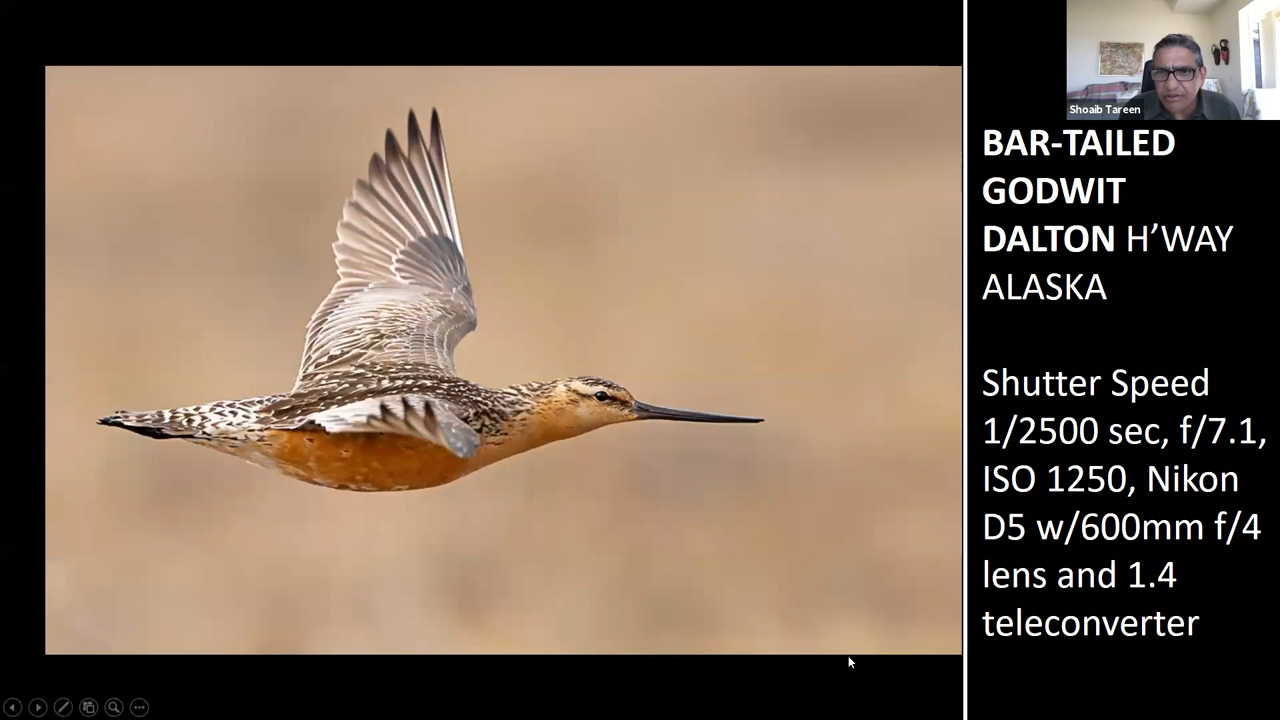 Shoaib Tareen
BAR-TAILED
GODWIT
DALTON H’WAY
ALASKA
Shutter Speed
1/2500 sec, f/7.1,
ISO 1250, Nikon
D5 w/600mm f/4
lens and 1.4
teleconverter